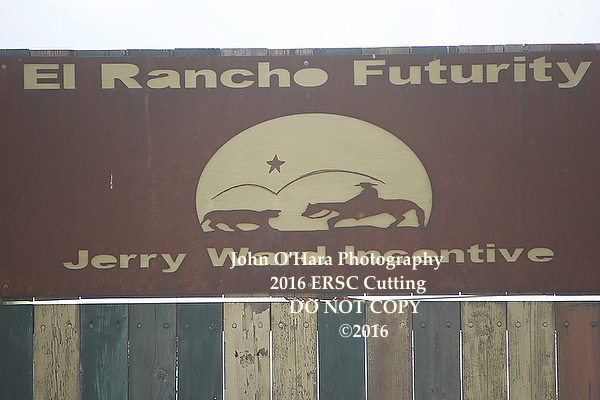 El Rancho Futurity
Jerry Incentive
John O'Hara Photography
2016 ERSC Cutting
DO NOT COPY
©2016